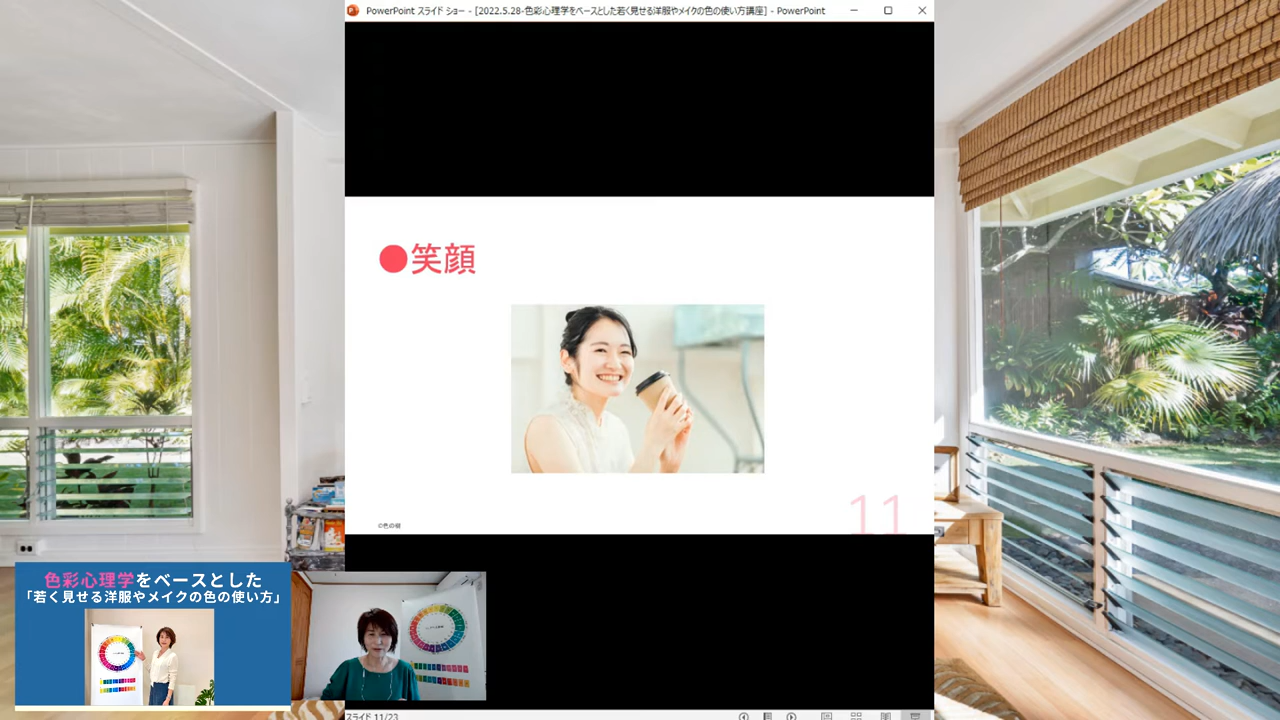 PowerPoint スライド ショー - [2022.5.28-色彩心理学をベースとした若く見せる洋服やメイクの色の使い方講座] - PowerPoint
●笑顔
11
スライド 11/23
色彩心理学をベースとした
「若く見せる洋服やメイクの色の使い方」